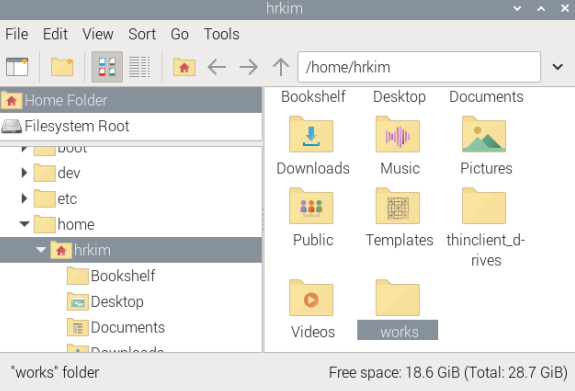 hrkim
File Edit View Sort Go Tools
/home/hrkim
Home Folder
Filesystem Root
boot
dev
etc
home
hrkim
Bookshelf
Desktop
Documents
Downloads
Bookshelf Desktop Documents
Downloads Music Pictures
Public Templates thinclient_d-
rives
Videos works
"works" folder Free space: 18.6 GiB (Total: 28.7 GiB)